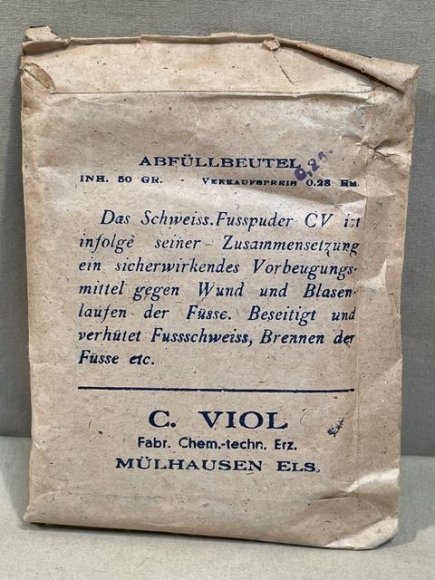 ABFÜLLBEUTEL 0,25.
INH. 50 GR. - VERKAUFSPREIS 0.28 RM.
Das Schweiss.Fusspuder CV ist
infolge seiner Zusammensetzung
ein sicherwirkendes Vorbeugungs-
mittel gegen Wund und Blasen-
laufen der Füsse. Beseitigt und
verhütet Fussschweiss, Brennen der
Füsse etc.
C. VIOL
Fabr. Chem.-techn. Erz.
MÜLHAUSEN ELS.